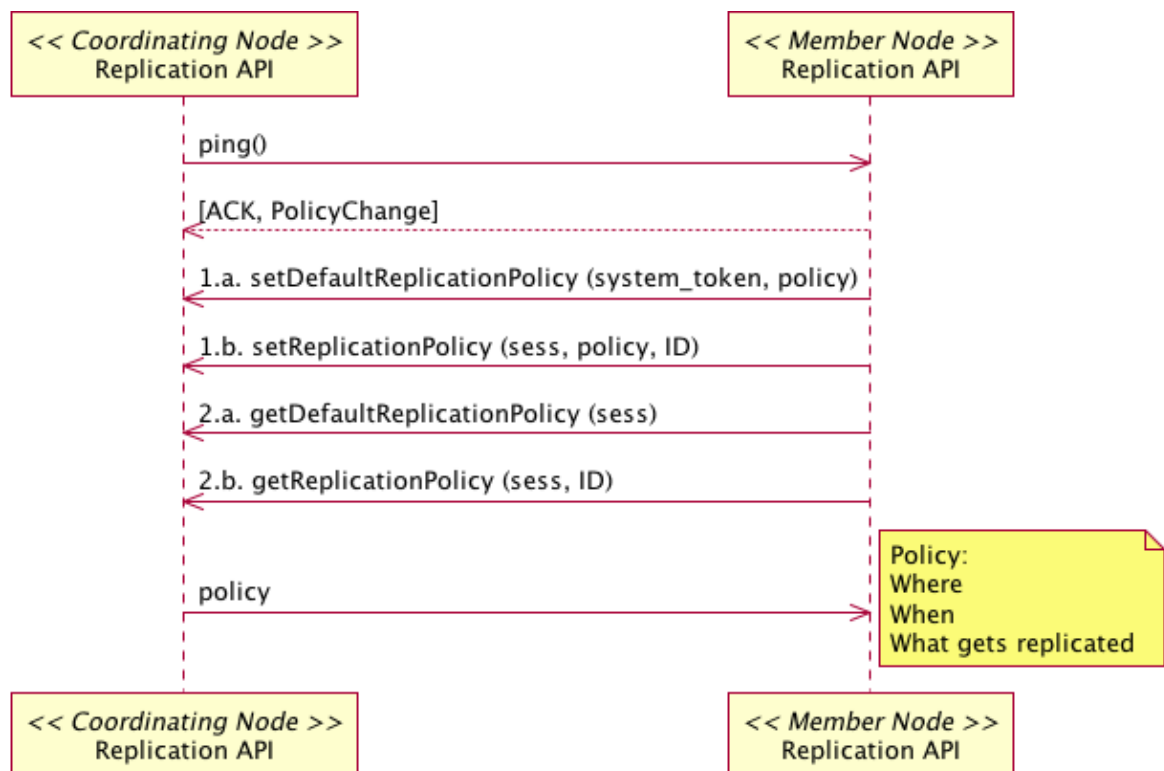 << Coordinating Node >>
Replication API
<< Member Node >>
Replication API
ping()
[ACK, PolicyChange]
1.a. setDefaultReplicationPolicy (system_token, policy)
1.b. setReplicationPolicy (sess, policy, ID)
2.a. getDefaultReplicationPolicy (sess)
2.b. getReplicationPolicy (sess, ID)
policy
Policy:
Where
When
What gets replicated
<< Coordinating Node >>
Replication API
<< Member Node >>
Replication API